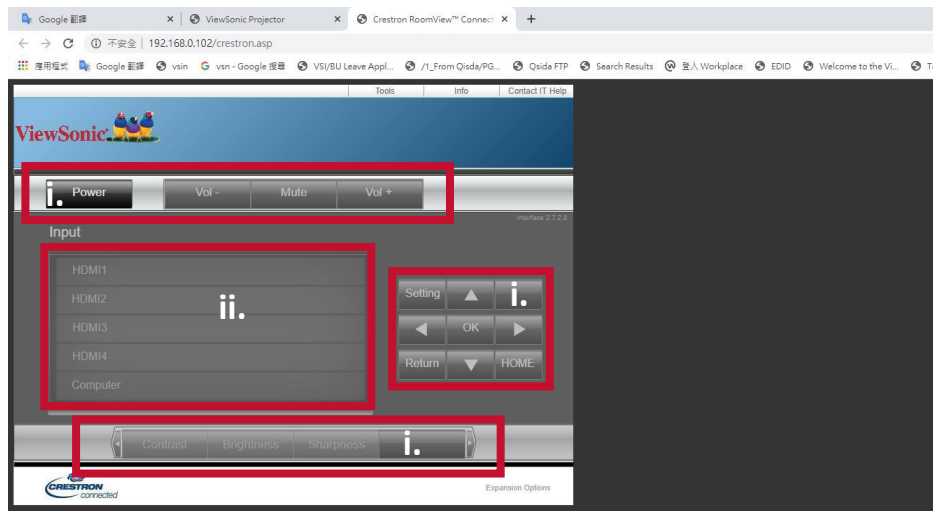 Google 翻譯 ViewSonic Projector Crestron RoomView™ Connect
不安全 | 192.168.0.102/crestron.asp
應用程式 Google 翻譯 vsin vsn - Google 搜尋 VSI/BU Leave Appl... /1_From Qisda/PG... Qsida FTP Search Results 登入 Workplace EDID Welcome to the Vi...
Tools Info Contact IT Help
ViewSonic
i. Power Vol - Mute Vol +
Interface 2.7.2.8
Input
HDMI1
HDMI2
HDMI3
HDMI4
Computer
ii.
Setting i.
OK
Return HOME
Contrast Brightness Sharpness i.
CRESTRON
connected
Expansion Options